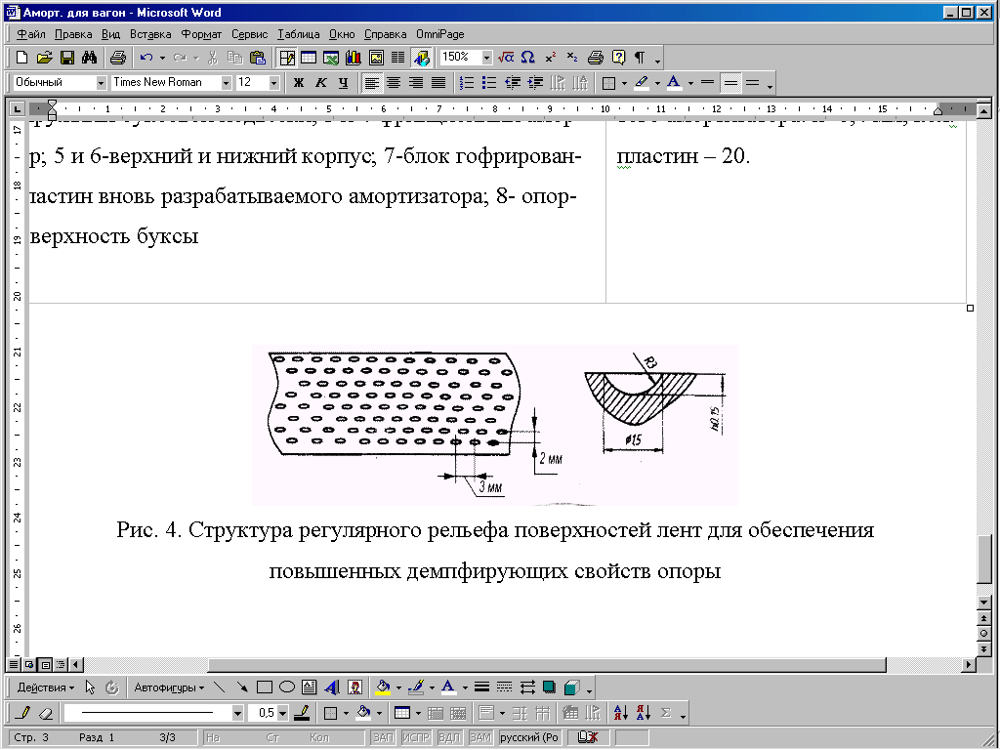 Аморт. для вагон - Microsoft Word
Файл Правка Вид Вставка Формат Сервис Таблица Окно Справка OmniPage
150%
Обычный Times New Roman 12 Ж К Ч
1 2 3 4 5 6 7 8 9 10 11 12 13 14 15
17
18
19
20
21
22
23
24
25
26
р; 5 и 6-верхний и нижний корпус; 7-блок гофрирован-
ластин вновь разрабатываемого амортизатора; 8- опор-
верхность буксы
пластин – 20.
R3
h0.15
ø1.5
2 мм
3 мм
Рис. 4. Структура регулярного рельефа поверхностей лент для обеспечения
повышенных демпфирующих свойств опоры
Действия Автофигуры
0,5
Стр. 3 Разд 1 3/3 На Ст Кол ЗАП ИСПР ВДЛ ЗАМ русский (Ро